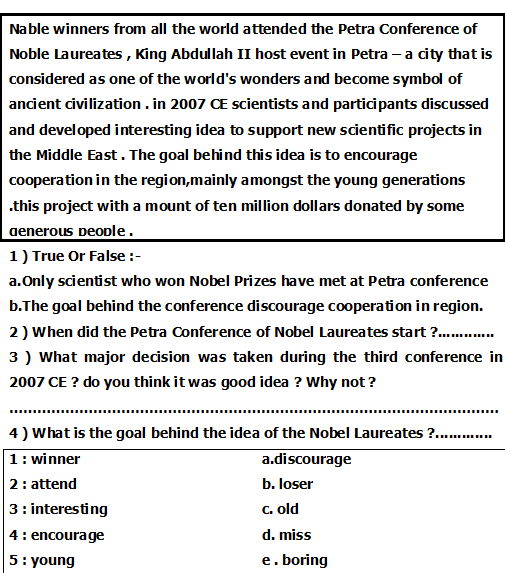 Nable winners from all the world attended the Petra Conference of
Noble Laureates , King Abdullah II host event in Petra – a city that is
considered as one of the world's wonders and become symbol of
ancient civilization . in 2007 CE scientists and participants discussed
and developed interesting idea to support new scientific projects in
the Middle East . The goal behind this idea is to encourage
cooperation in the region,mainly amongst the young generations
.this project with a mount of ten million dollars donated by some
generous people .
1 ) True Or False :-
a.Only scientist who won Nobel Prizes have met at Petra conference
b.The goal behind the conference discourage cooperation in region.
2 ) When did the Petra Conference of Nobel Laureates start ?.............
3 ) What major decision was taken during the third conference in
2007 CE ? do you think it was good idea ? Why not ?
.........................................................................................................
4 ) What is the goal behind the idea of the Nobel Laureates ?.............
1 : winner a.discourage
2 : attend b. loser
3 : interesting c. old
4 : encourage d. miss
5 : young e . boring